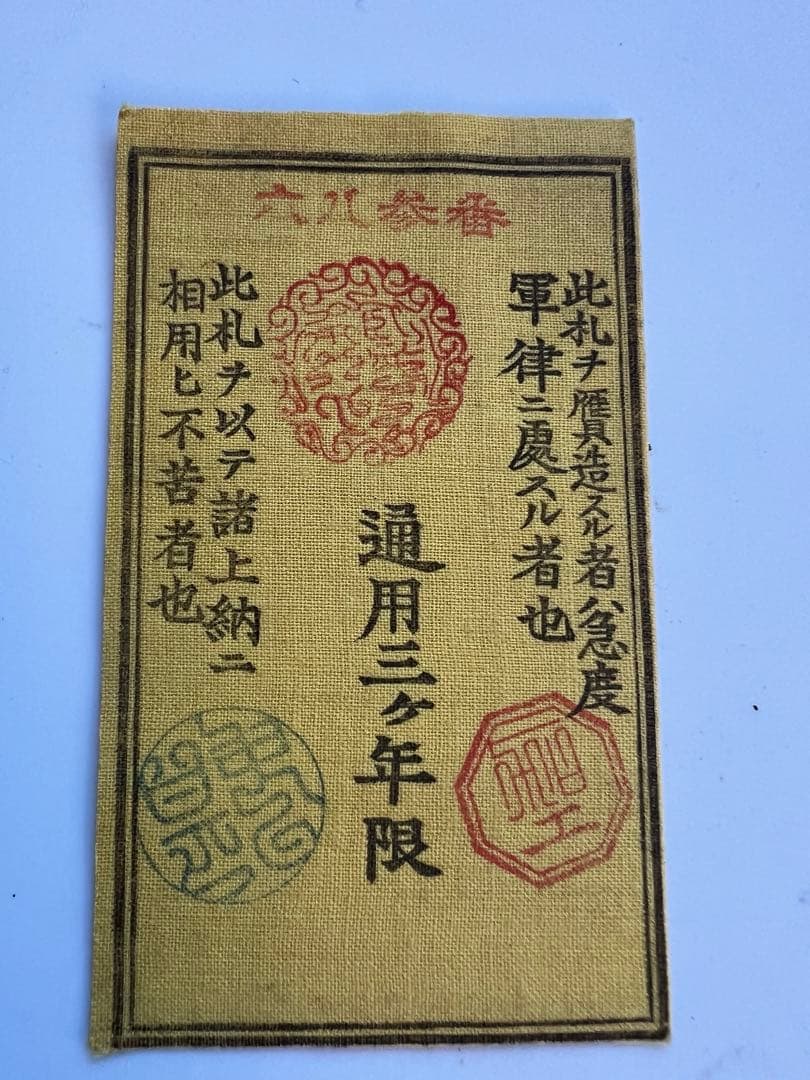 六八参番
此札ヲ贋造スル者ハ急度
軍律ニ處スル者也
通用三ヶ年限
此札ヲ以テ諸上納ニ
相用ヒ不苦者也